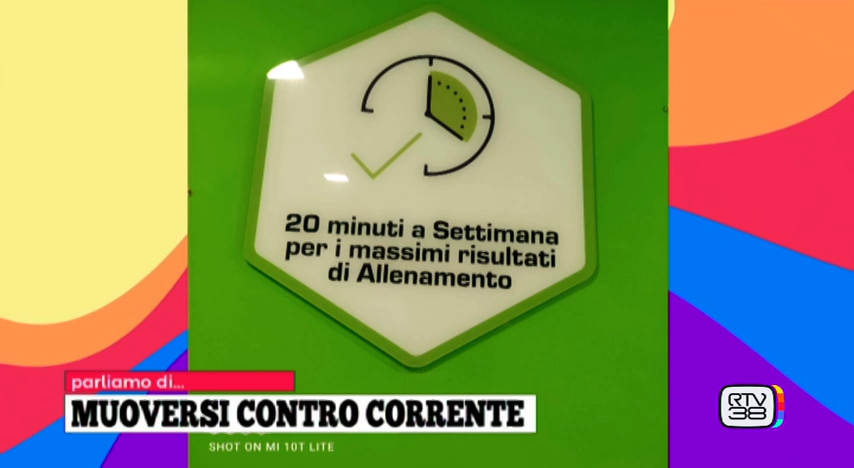 20 minuti a Settimana
per i massimi risultati
di Allenamento
parliamo di...
MUOVERSI CONTRO CORRENTE
SHOT ON MI 10T LITE
RTV
38